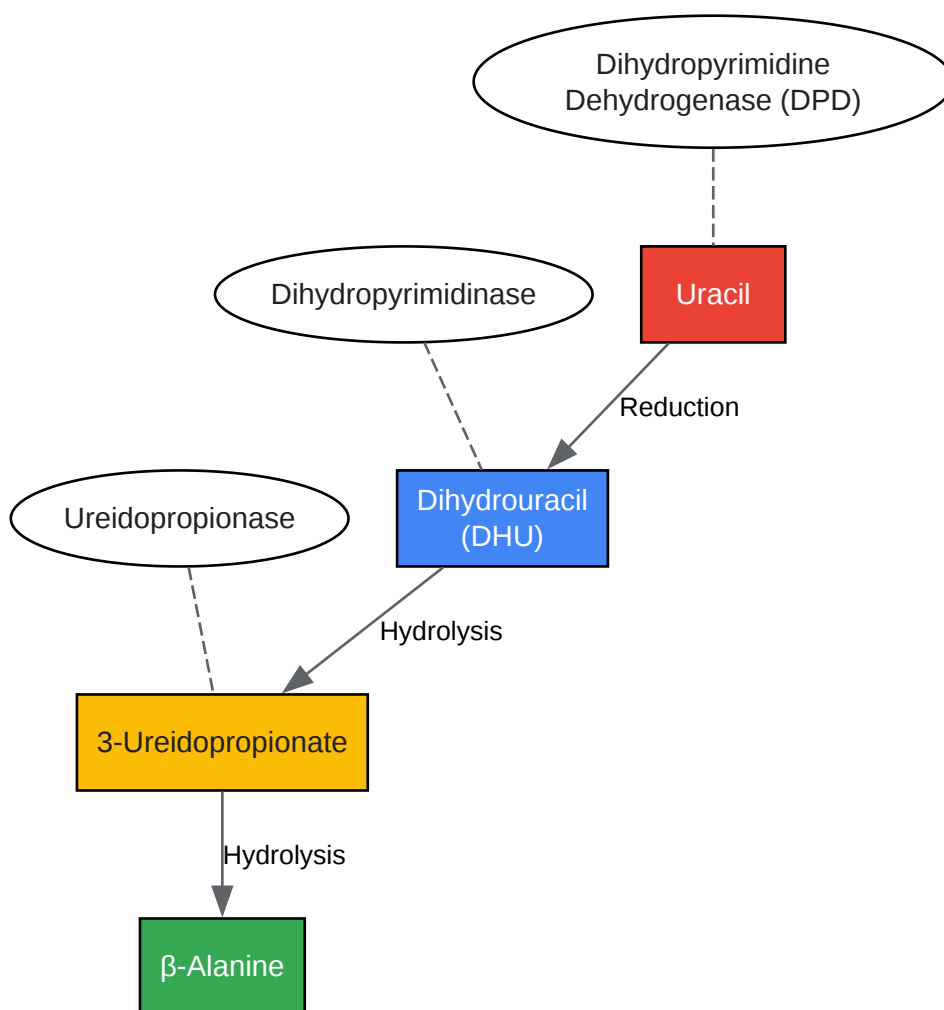 Dihydropyrimidine
Dehydrogenase (DPD)
Dihydropyrimidinase
Uracil
Reduction
Ureidopropionase
Dihydrouracil
(DHU)
Hydrolysis
3-Ureidopropionate
Hydrolysis
β-Alanine